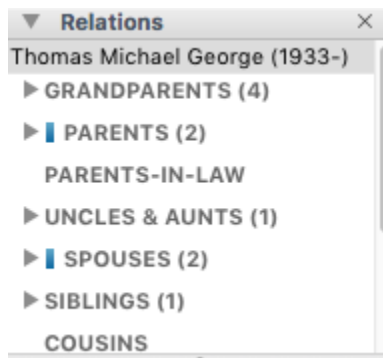 Relations
Thomas Michael George (1933-)
GRANDPARENTS (4)
PARENTS (2)
PARENTS-IN-LAW
UNCLES & AUNTS (1)
SPOUSES (2)
SIBLINGS (1)
COUSINS